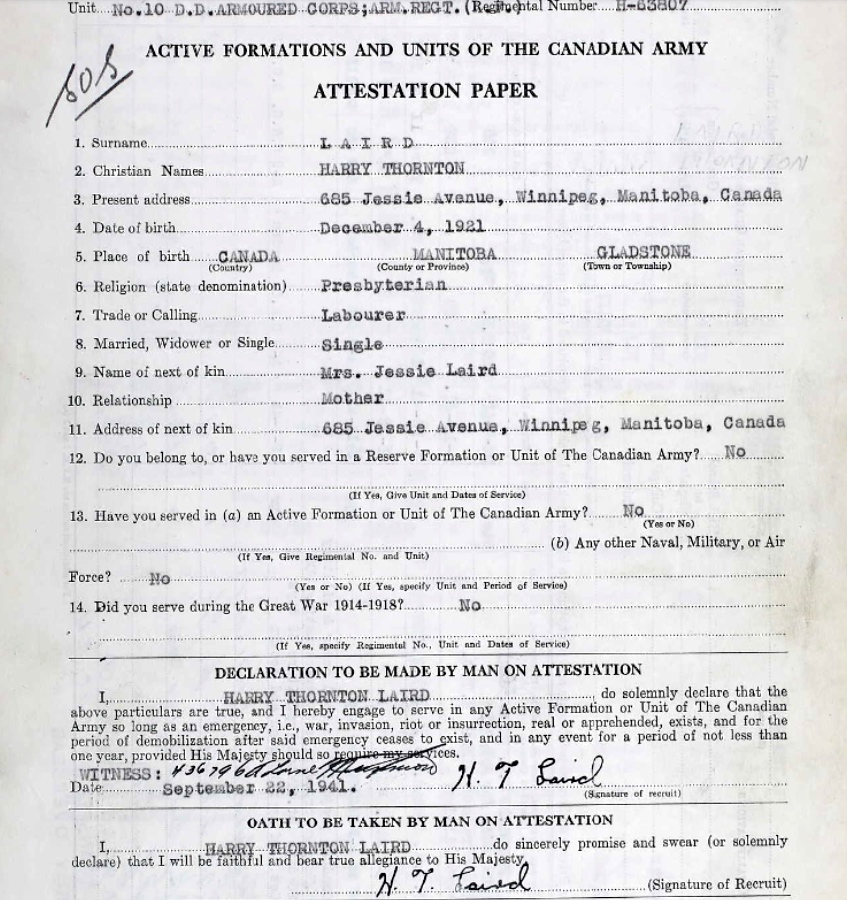 Unit No.10 D.D.ARMOURED CORPS;ARM.REGT. (Regimental Number H-63807
SOS
ACTIVE FORMATIONS AND UNITS OF THE CANADIAN ARMY
ATTESTATION PAPER
1. Surname LAIRD
2. Christian Names HARRY THORNTON
3. Present address 685 Jessie Avenue, Winnipeg, Manitoba, Canada
4. Date of birth December 4, 1921
5. Place of birth CANADA MANITOBA GLADSTONE
(Country) (County or Province) (Town or Township)
6. Religion (state denomination) Presbyterian
7. Trade or Calling Labourer
8. Married, Widower or Single Single
9. Name of next of kin Mrs. Jessie Laird
10. Relationship Mother
11. Address of next of kin 685 Jessie Avenue, Winnipeg, Manitoba, Canada
12. Do you belong to, or have you served in a Reserve Formation or Unit of The Canadian Army? No
(If Yes, Give Unit and Dates of Service)
13. Have you served in (a) an Active Formation or Unit of The Canadian Army? No
(Yes or No)
(b) Any other Naval, Military, or Air
(If Yes, Give Regimental No. and Unit)
Force? No
(Yes or No) (If Yes, specify Unit and Period of Service)
14. Did you serve during the Great War 1914-1918? No
(If Yes, specify Regimental No., Unit and Dates of Service)
DECLARATION TO BE MADE BY MAN ON ATTESTATION
I, HARRY THORNTON LAIRD, do solemnly declare that the
above particulars are true, and I hereby engage to serve in any Active Formation or Unit of The Canadian
Army so long as an emergency, i.e., war, invasion, riot or insurrection, real or apprehended, exists, and for the
period of demobilization after said emergency ceases to exist, and in any event for a period of not less than
one year, provided His Majesty should so require my services.
WITNESS: H. T. Laird
Date September 22, 1941. (Signature of recruit)
OATH TO BE TAKEN BY MAN ON ATTESTATION
I, HARRY THORNTON LAIRD do sincerely promise and swear (or solemnly
declare) that I will be faithful and bear true allegiance to His Majesty.
H. T. Laird (Signature of Recruit)